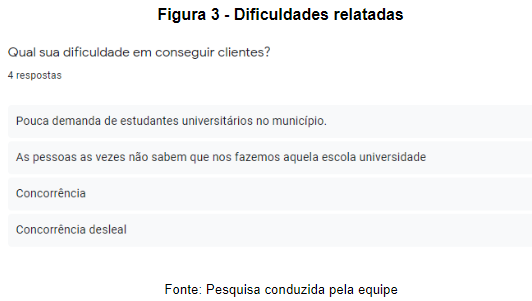 Figura 3 - Dificuldades relatadas
Qual sua dificuldade em conseguir clientes?
4 respostas
Pouca demanda de estudantes universitários no município.
As pessoas as vezes não sabem que nos fazemos aquela escola universidade
Concorrência
Concorrência desleal
Fonte: Pesquisa conduzida pela equipe